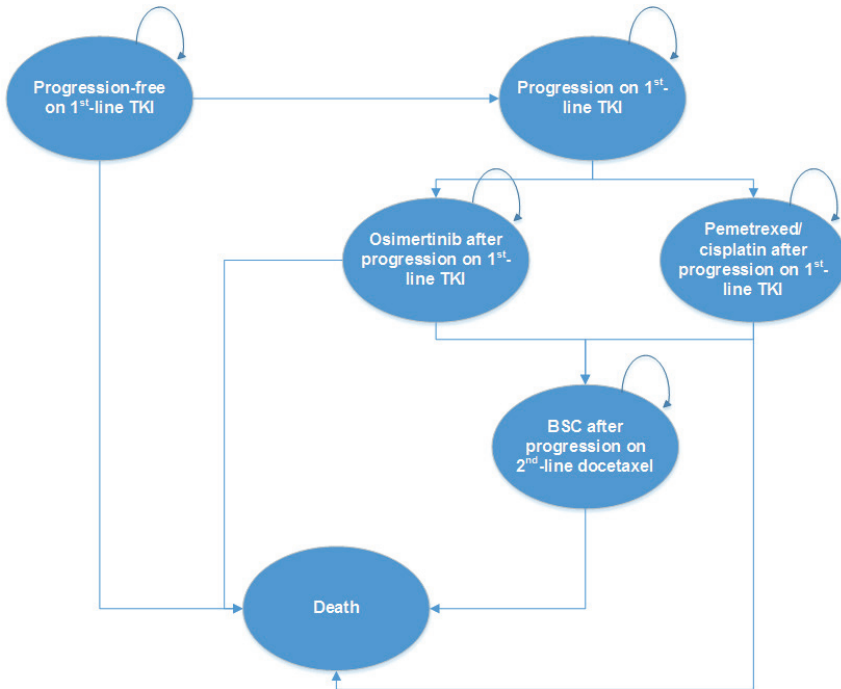 Progression-free
on 1st-line TKI
Progression on 1st-
line TKI
Osimertinib after
progression on 1st-
line TKI
Pemetrexed/
cisplatin after
progression on 1st-
line TKI
BSC after
progression on
2nd-line docetaxel
Death